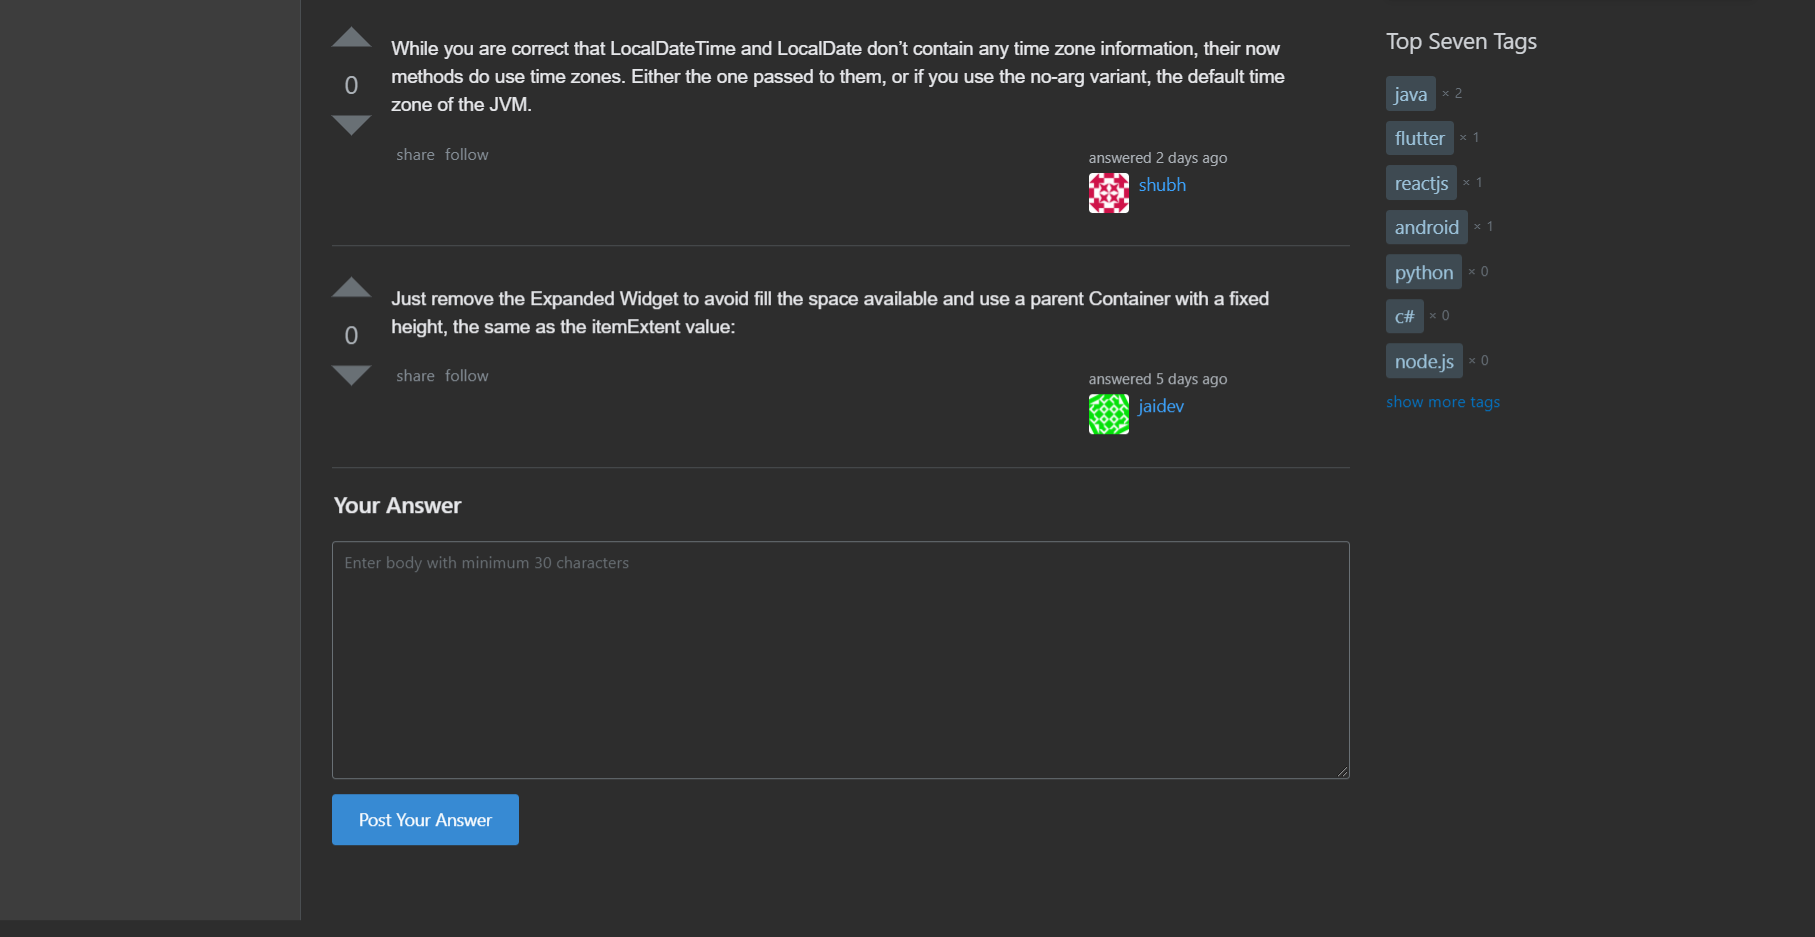 While you are correct that LocalDateTime and LocalDate don’t contain any time zone information, their now
methods do use time zones. Either the one passed to them, or if you use the no-arg variant, the default time
zone of the JVM.
0
share follow
answered 2 days ago
shubh
Just remove the Expanded Widget to avoid fill the space available and use a parent Container with a fixed
height, the same as the itemExtent value:
0
share follow
answered 5 days ago
jaidev
Your Answer
Enter body with minimum 30 characters
Post Your Answer
Top Seven Tags
java × 2
flutter × 1
reactjs × 1
android × 1
python × 0
c# × 0
node.js × 0
show more tags